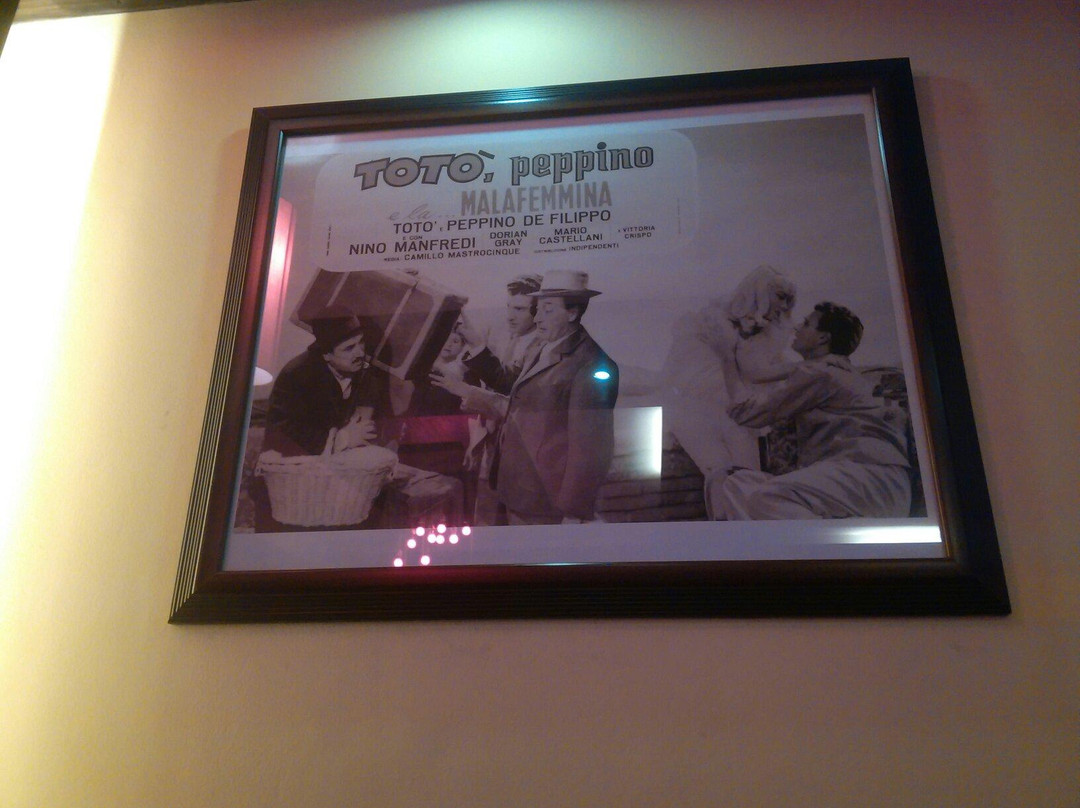 TOTO', peppino
e la... MALAFEMMINA
TOTO' e PEPPINO DE FILIPPO
E CON
NINO MANFREDI DORIAN GRAY MARIO CASTELLANI e VITTORIA CRISPO
REGIA: CAMILLO MASTROCINQUE DISTRIBUZIONE INDIPENDENTI